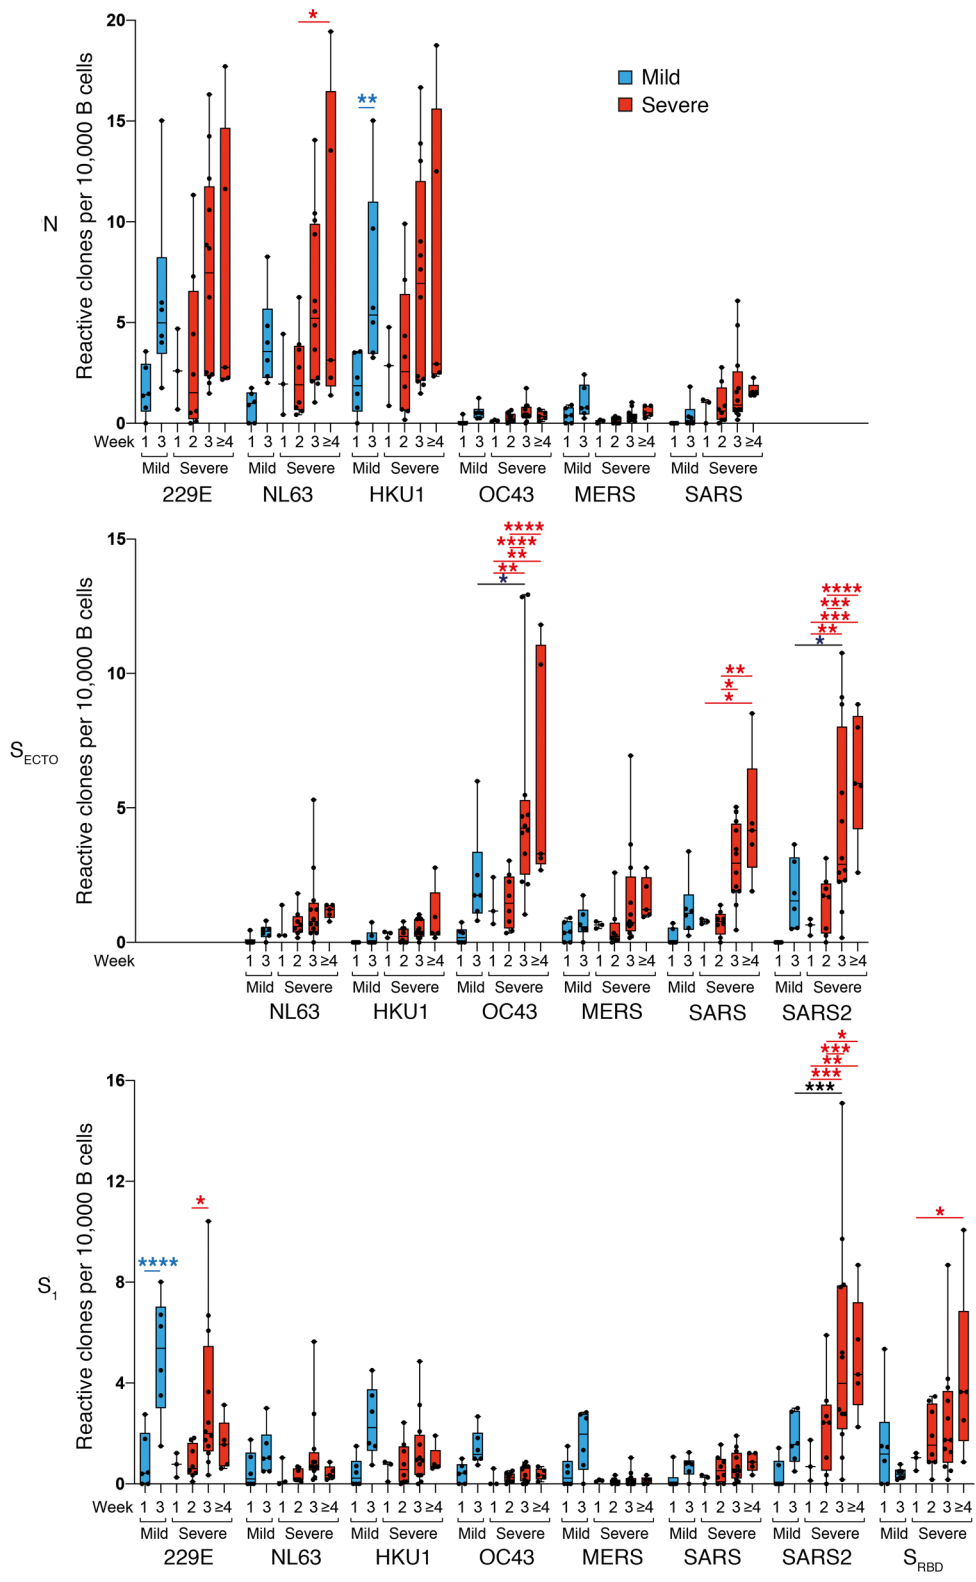 N
Reactive clones per 10,000 B cells
20
15
10
5
0
*
**
Mild
Severe
Week 1 3 1 2 3 ≥4 1 3 1 2 3 ≥4 1 3 1 2 3 ≥4 1 3 1 2 3 ≥4 1 3 1 2 3 ≥4 1 3 1 2 3 ≥4
Mild Severe Mild Severe Mild Severe Mild Severe Mild Severe Mild Severe
229E NL63 HKU1 OC43 MERS SARS
S ECTO
Reactive clones per 10,000 B cells
15
10
5
0
****
****
**
**
*
**
*
*
****
***
***
**
*
Week 1 3 1 2 3 ≥4 1 3 1 2 3 ≥4 1 3 1 2 3 ≥4 1 3 1 2 3 ≥4 1 3 1 2 3 ≥4 1 3 1 2 3 ≥4
Mild Severe Mild Severe Mild Severe Mild Severe Mild Severe Mild Severe
NL63 HKU1 OC43 MERS SARS SARS2
S1
Reactive clones per 10,000 B cells
16
12
8
4
0
****
*
*
***
**
***
***
*
Week 1 3 1 2 3 ≥4 1 3 1 2 3 ≥4 1 3 1 2 3 ≥4 1 3 1 2 3 ≥4 1 3 1 2 3 ≥4 1 3 1 2 3 ≥4 1 3 1 2 3 ≥4 1 3 1 2 3 ≥4
Mild Severe Mild Severe Mild Severe Mild Severe Mild Severe Mild Severe Mild Severe Mild Severe
229E NL63 HKU1 OC43 MERS SARS SARS2 S RBD